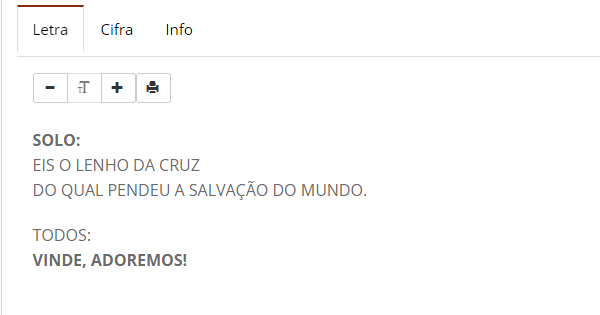 Letra Cifra Info
SOLO:
EIS O LENHO DA CRUZ
DO QUAL PENDEU A SALVAÇÃO DO MUNDO.
TODOS:
VINDE, ADOREMOS!